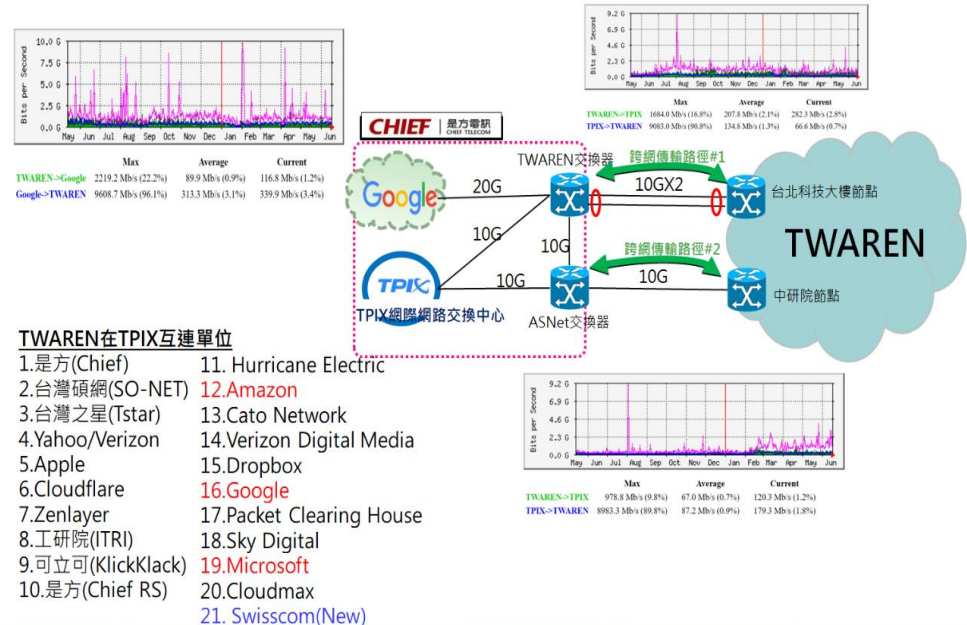 Bits per Second
10.0 G
7.5 G
5.0 G
2.5 G
0.0 G
May Jun Jul Aug Sep Oct Nov Dec Jan Feb Mar Apr May Jun
Max Average Current
TWAREN->Google 2219.2 Mb/s (22.2%) 89.9 Mb/s (0.9%) 116.8 Mb/s (1.2%)
Google->TWAREN 9608.7 Mb/s (96.1%) 313.3 Mb/s (3.1%) 339.9 Mb/s (3.4%)
Bits per Second
9.2 G
6.9 G
4.6 G
2.3 G
0.0 G
May Jun Jul Aug Sep Oct Nov Dec Jan Feb Mar Apr May Jun
Max Average Current
TWAREN->TPIX 1684.0 Mb/s (16.8%) 207.8 Mb/s (2.1%) 282.3 Mb/s (2.8%)
TPIX->TWAREN 9083.0 Mb/s (90.8%) 134.8 Mb/s (1.3%) 66.6 Mb/s (0.7%)
CHIEF 是方電訊
CHIEF TELECOM
TWAREN交換器
跨網傳輸路徑#1
Google
20G
10GX2
台北科技大樓節點
TWAREN
10G
10G
跨網傳輸路徑#2
TPIX
10G
10G
中研院節點
TPIX網際網路交換中心
ASNet交換器
TWAREN在TPIX互連單位
1.是方(Chief)
2.台灣碩網(SO-NET)
3.台灣之星(Tstar)
4.Yahoo/Verizon
5.Apple
6.Cloudflare
7.Zenlayer
8.工研院(ITRI)
9.可立可(KlickKlack)
10.是方(Chief RS)
11. Hurricane Electric
12.Amazon
13.Cato Network
14.Verizon Digital Media
15.Dropbox
16.Google
17.Packet Clearing House
18.Sky Digital
19.Microsoft
20.Cloudmax
21. Swisscom(New)
Bits per Second
9.2 G
6.9 G
4.6 G
2.3 G
0.0 G
May Jun Jul Aug Sep Oct Nov Dec Jan Feb Mar Apr May Jun
Max Average Current
TWAREN->TPIX 978.8 Mb/s (9.8%) 67.0 Mb/s (0.7%) 120.3 Mb/s (1.2%)
TPIX->TWAREN 8983.3 Mb/s (89.8%) 87.2 Mb/s (0.9%) 179.3 Mb/s (1.8%)